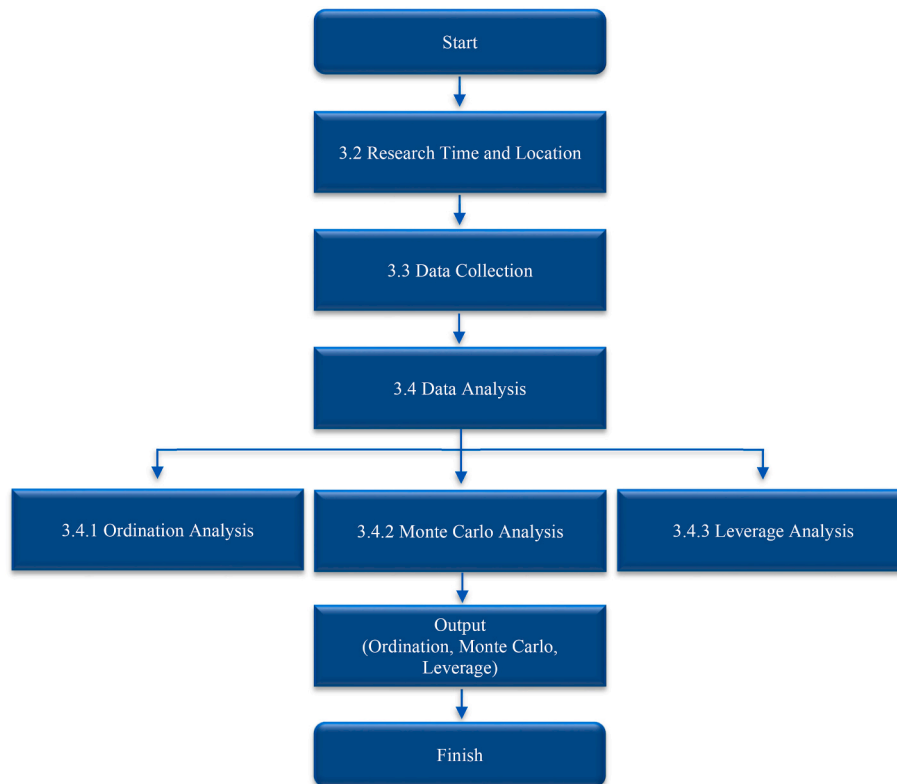 Start
3.2 Research Time and Location
3.3 Data Collection
3.4 Data Analysis
3.4.1 Ordination Analysis
3.4.2 Monte Carlo Analysis
3.4.3 Leverage Analysis
Output
(Ordination, Monte Carlo,
Leverage)
Finish